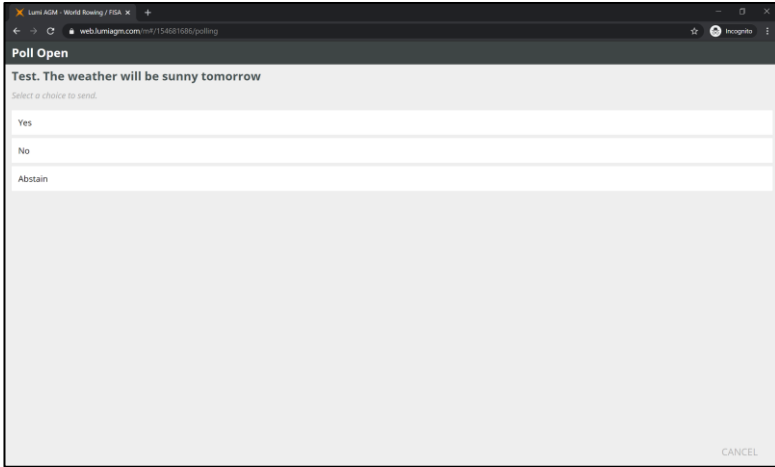 Lumi AGM - World Rowing / FISA
web.lumiagm.com/m#/154681686/polling
Incognito
Poll Open
Test. The weather will be sunny tomorrow
Select a choice to send.
Yes
No
Abstain
CANCEL